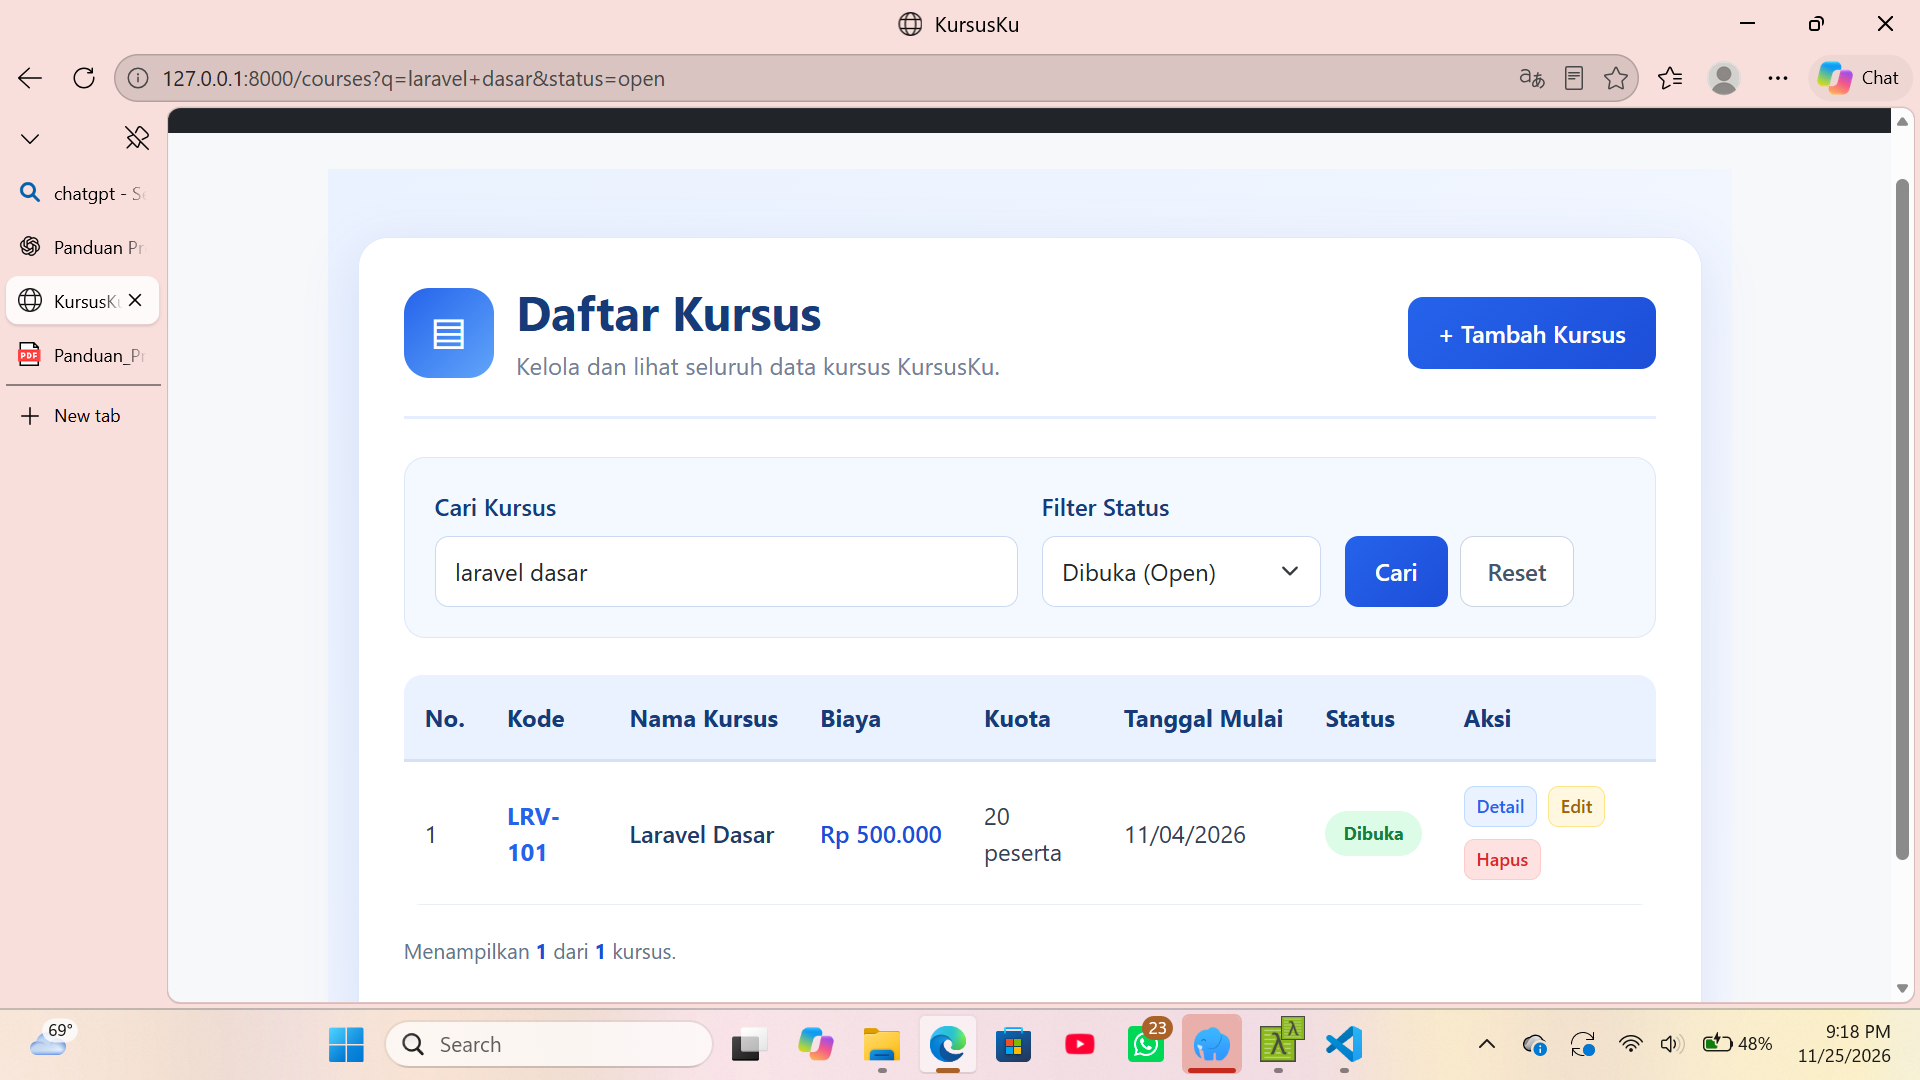 KursusKu
127.0.0.1:8000/courses?q=laravel+dasar&status=open
Chat
chatgpt - Se
Panduan Pr
KursusKu
Panduan_Pr
New tab
Daftar Kursus
Kelola dan lihat seluruh data kursus KursusKu.
+ Tambah Kursus
Cari Kursus
Filter Status
laravel dasar
Dibuka (Open)
Cari
Reset
No. Kode Nama Kursus Biaya Kuota Tanggal Mulai Status Aksi
1 LRV-101 Laravel Dasar Rp 500.000 20 peserta 11/04/2026 Dibuka Detail Edit Hapus
Menampilkan 1 dari 1 kursus.
69°
Search
23
48%
9:18 PM
11/25/2026